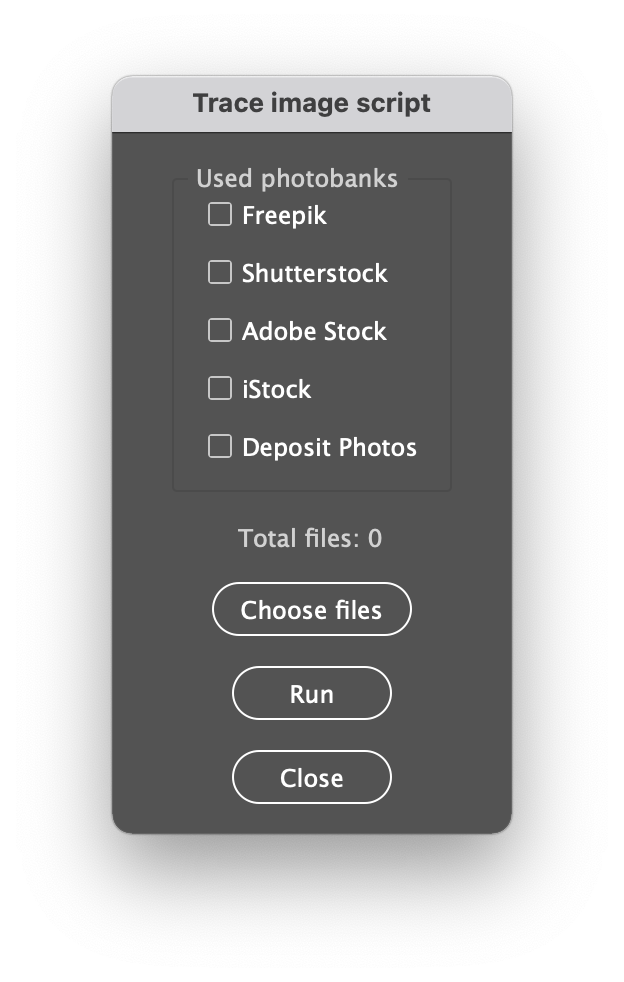 Trace image script
Used photobanks
Freepik
Shutterstock
Adobe Stock
iStock
Deposit Photos
Total files: 0
Choose files
Run
Close